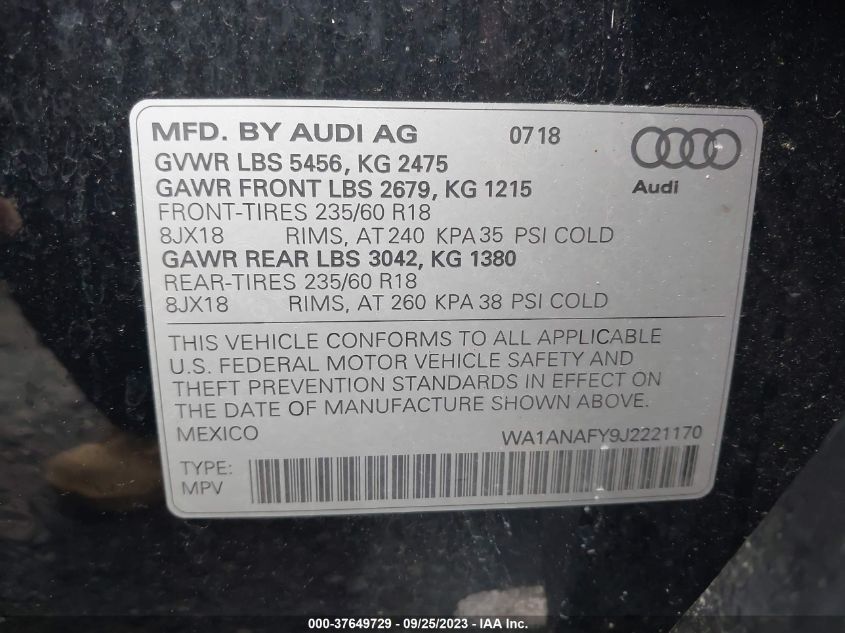 MFD. BY AUDI AG 07 18
GVWR LBS 5456, KG 2475
GAWR FRONT LBS 2679, KG 1215
FRONT-TIRES 235/60 R18
8JX18 RIMS, AT 240 KPA 35 PSI COLD
GAWR REAR LBS 3042, KG 1380
REAR-TIRES 235/60 R18
8JX18 RIMS, AT 260 KPA 38 PSI COLD
Audi
THIS VEHICLE CONFORMS TO ALL APPLICABLE
U.S. FEDERAL MOTOR VEHICLE SAFETY AND
THEFT PREVENTION STANDARDS IN EFFECT ON
THE DATE OF MANUFACTURE SHOWN ABOVE.
MEXICO WA1ANAFY9J2221170
TYPE:
MPV
000-37649729 - 09/25/2023 - IAA Inc.